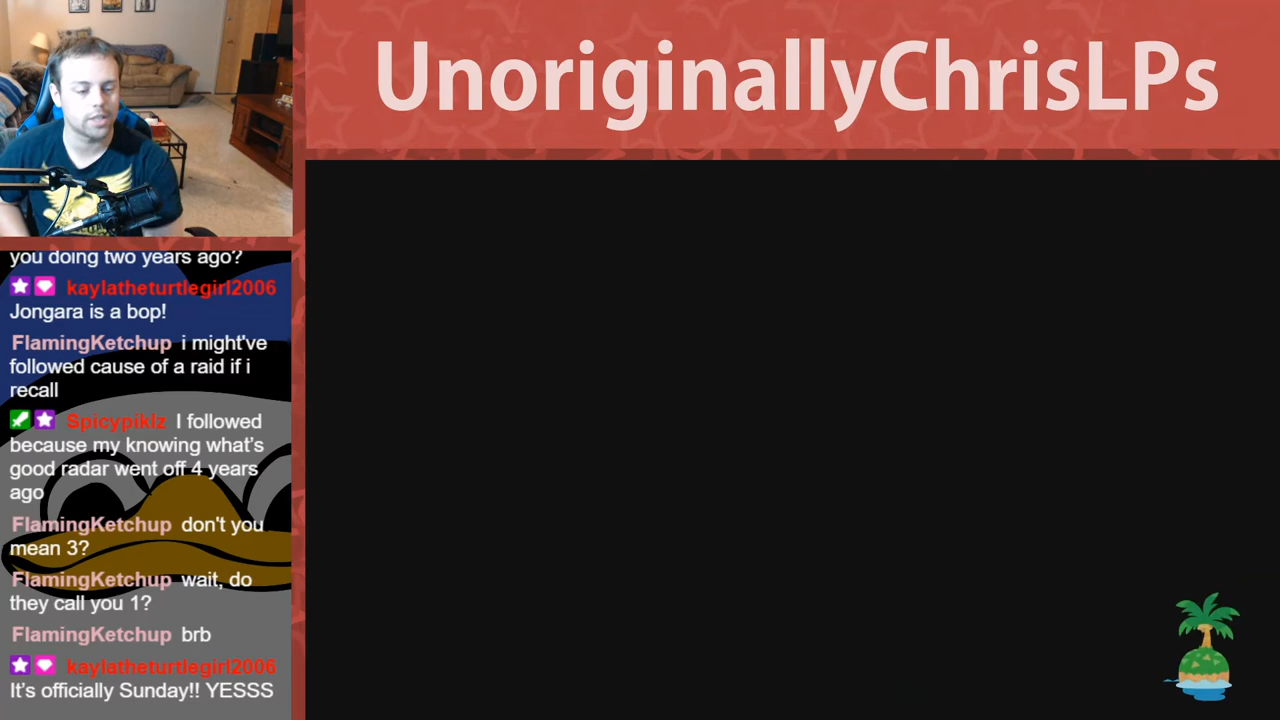 UnoriginallyChrisLPs
you doing two years ago?
kaylatheturtlegirl2006
Jongara is a bop!
FlamingKetchup i might've
followed cause of a raid if i
recall
Spicypiklz I followed
because my knowing what's
good radar went off 4 years
ago
FlamingKetchup don't you
mean 3?
FlamingKetchup wait, do
they call you 1?
FlamingKetchup brb
kaylatheturtlegirl2006
It's officially Sunday!! YESSS